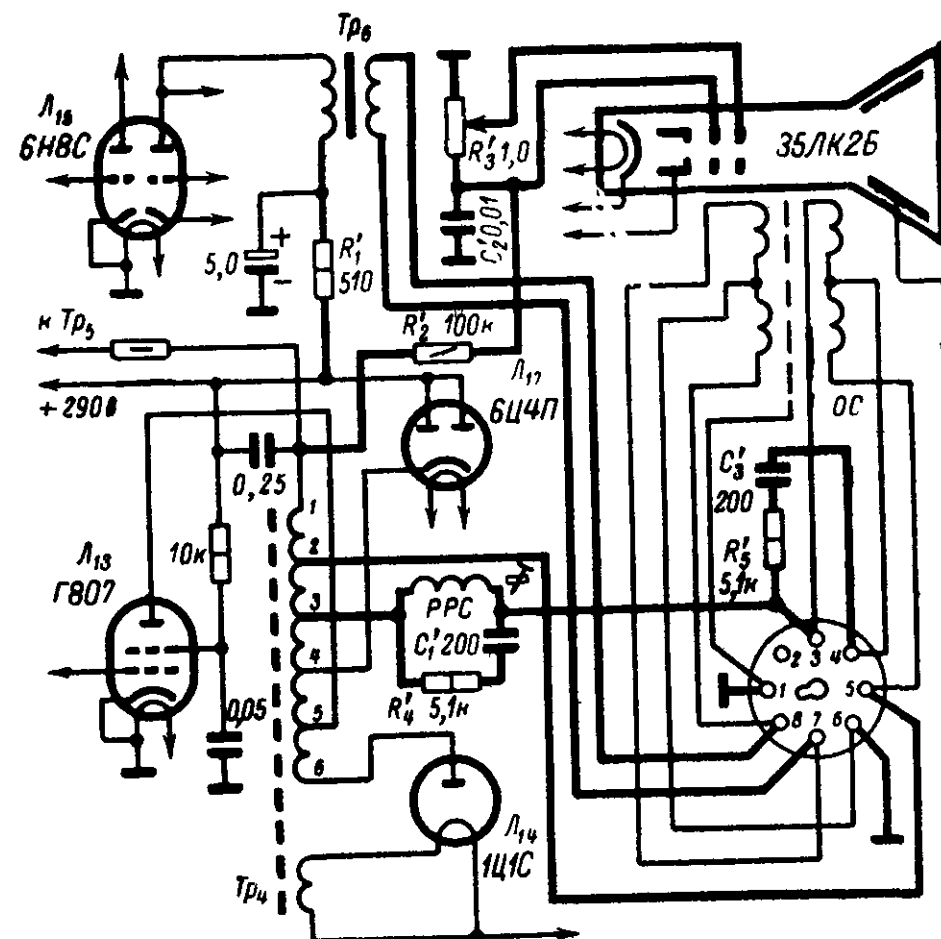 Тр₆
Л₁₅
6Н8С
5,0
+
−
R'₁
510
R'₃ 1,0
C'₂ 0,01
35ЛК2Б
к Тр₅
R'₂ 100к
+ 290в
Л₁₇
6Ц4П
ОС
0,25
C'₃
200
1
2
3
4
5
6
10к
Л₁₃
Г807
R'₅
5,1к
РРС
C'₁ 200
R'₄ 5,1к
0,05
2 3 4
1 5
8 7 6
Л₁₄
1Ц1С
Тр₄